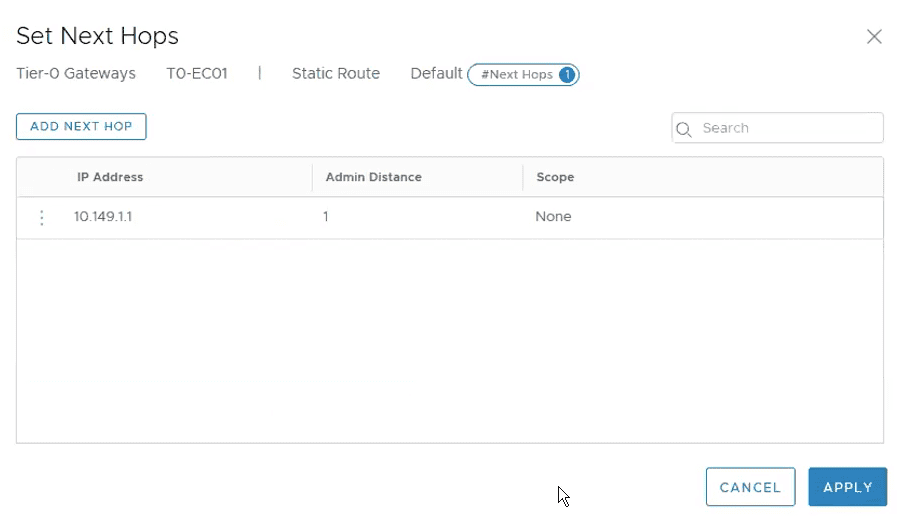 Set Next Hops
Tier-0 Gateways T0-EC01 | Static Route Default #Next Hops 1
ADD NEXT HOP Search
IP Address Admin Distance Scope
10.149.1.1 1 None
CANCEL APPLY